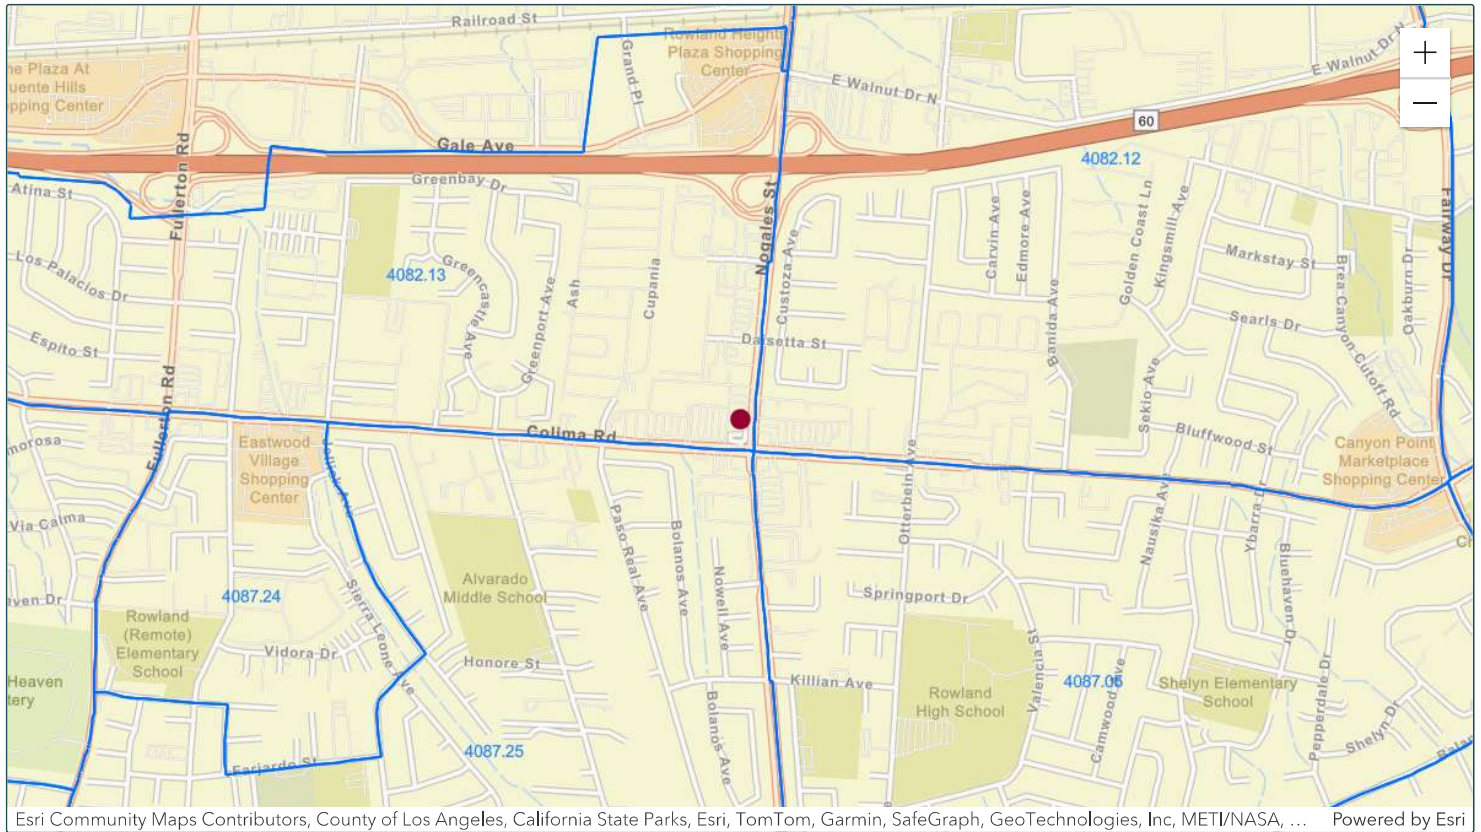 Railroad St
Rowland Heights
Plaza Shopping
Center
Grand Pl
E Walnut Dr N
E Walnut Dr N
he Plaza At
uente Hills
opping Center
60
Gale Ave
4082.12
Fullerton Rd
Atina St
Greenbay Dr
Nogales St
Fairway Dr
Los Palacios Dr
4082.13
Greencastle Ave
Greenport Ave
Ash
Cupania
Custoza Ave
Carvin Ave
Edmore Ave
Golden Coast Ln
Kingsmill Ave
Markstay St
Brea Canyon Cutoff Rd
Oakburn Dr
Searls Dr
Espito St
Daisetta St
Banida Ave
Sekio Ave
Fullerton Rd
Colima Rd
Bluffwood St
Canyon Point
Marketplace
Shopping Center
morosa
Eastwood
Village
Shopping
Center
Jellick Ave
Otterbein Ave
Via Calma
Paso Real Ave
Bolanos Ave
Nowell Ave
Nausika Ave
Ybarra Dr
Bluehaven Dr
4087.24
Sierra Leone Ave
Alvarado
Middle School
Springport Dr
aven Dr
Rowland
(Remote)
Elementary
School
Vidora Dr
Honore St
Killian Ave
Valencia St
4087.05
Camwood Ave
Shelyn Elementary
School
Pepperdale Dr
Shelyn Dr
Heaven
tery
Rowland
High School
4087.25
Bolanos Ave
Farjardo St
Esri Community Maps Contributors, County of Los Angeles, California State Parks, Esri, TomTom, Garmin, SafeGraph, GeoTechnologies, Inc, METI/NASA, ... Powered by Esri